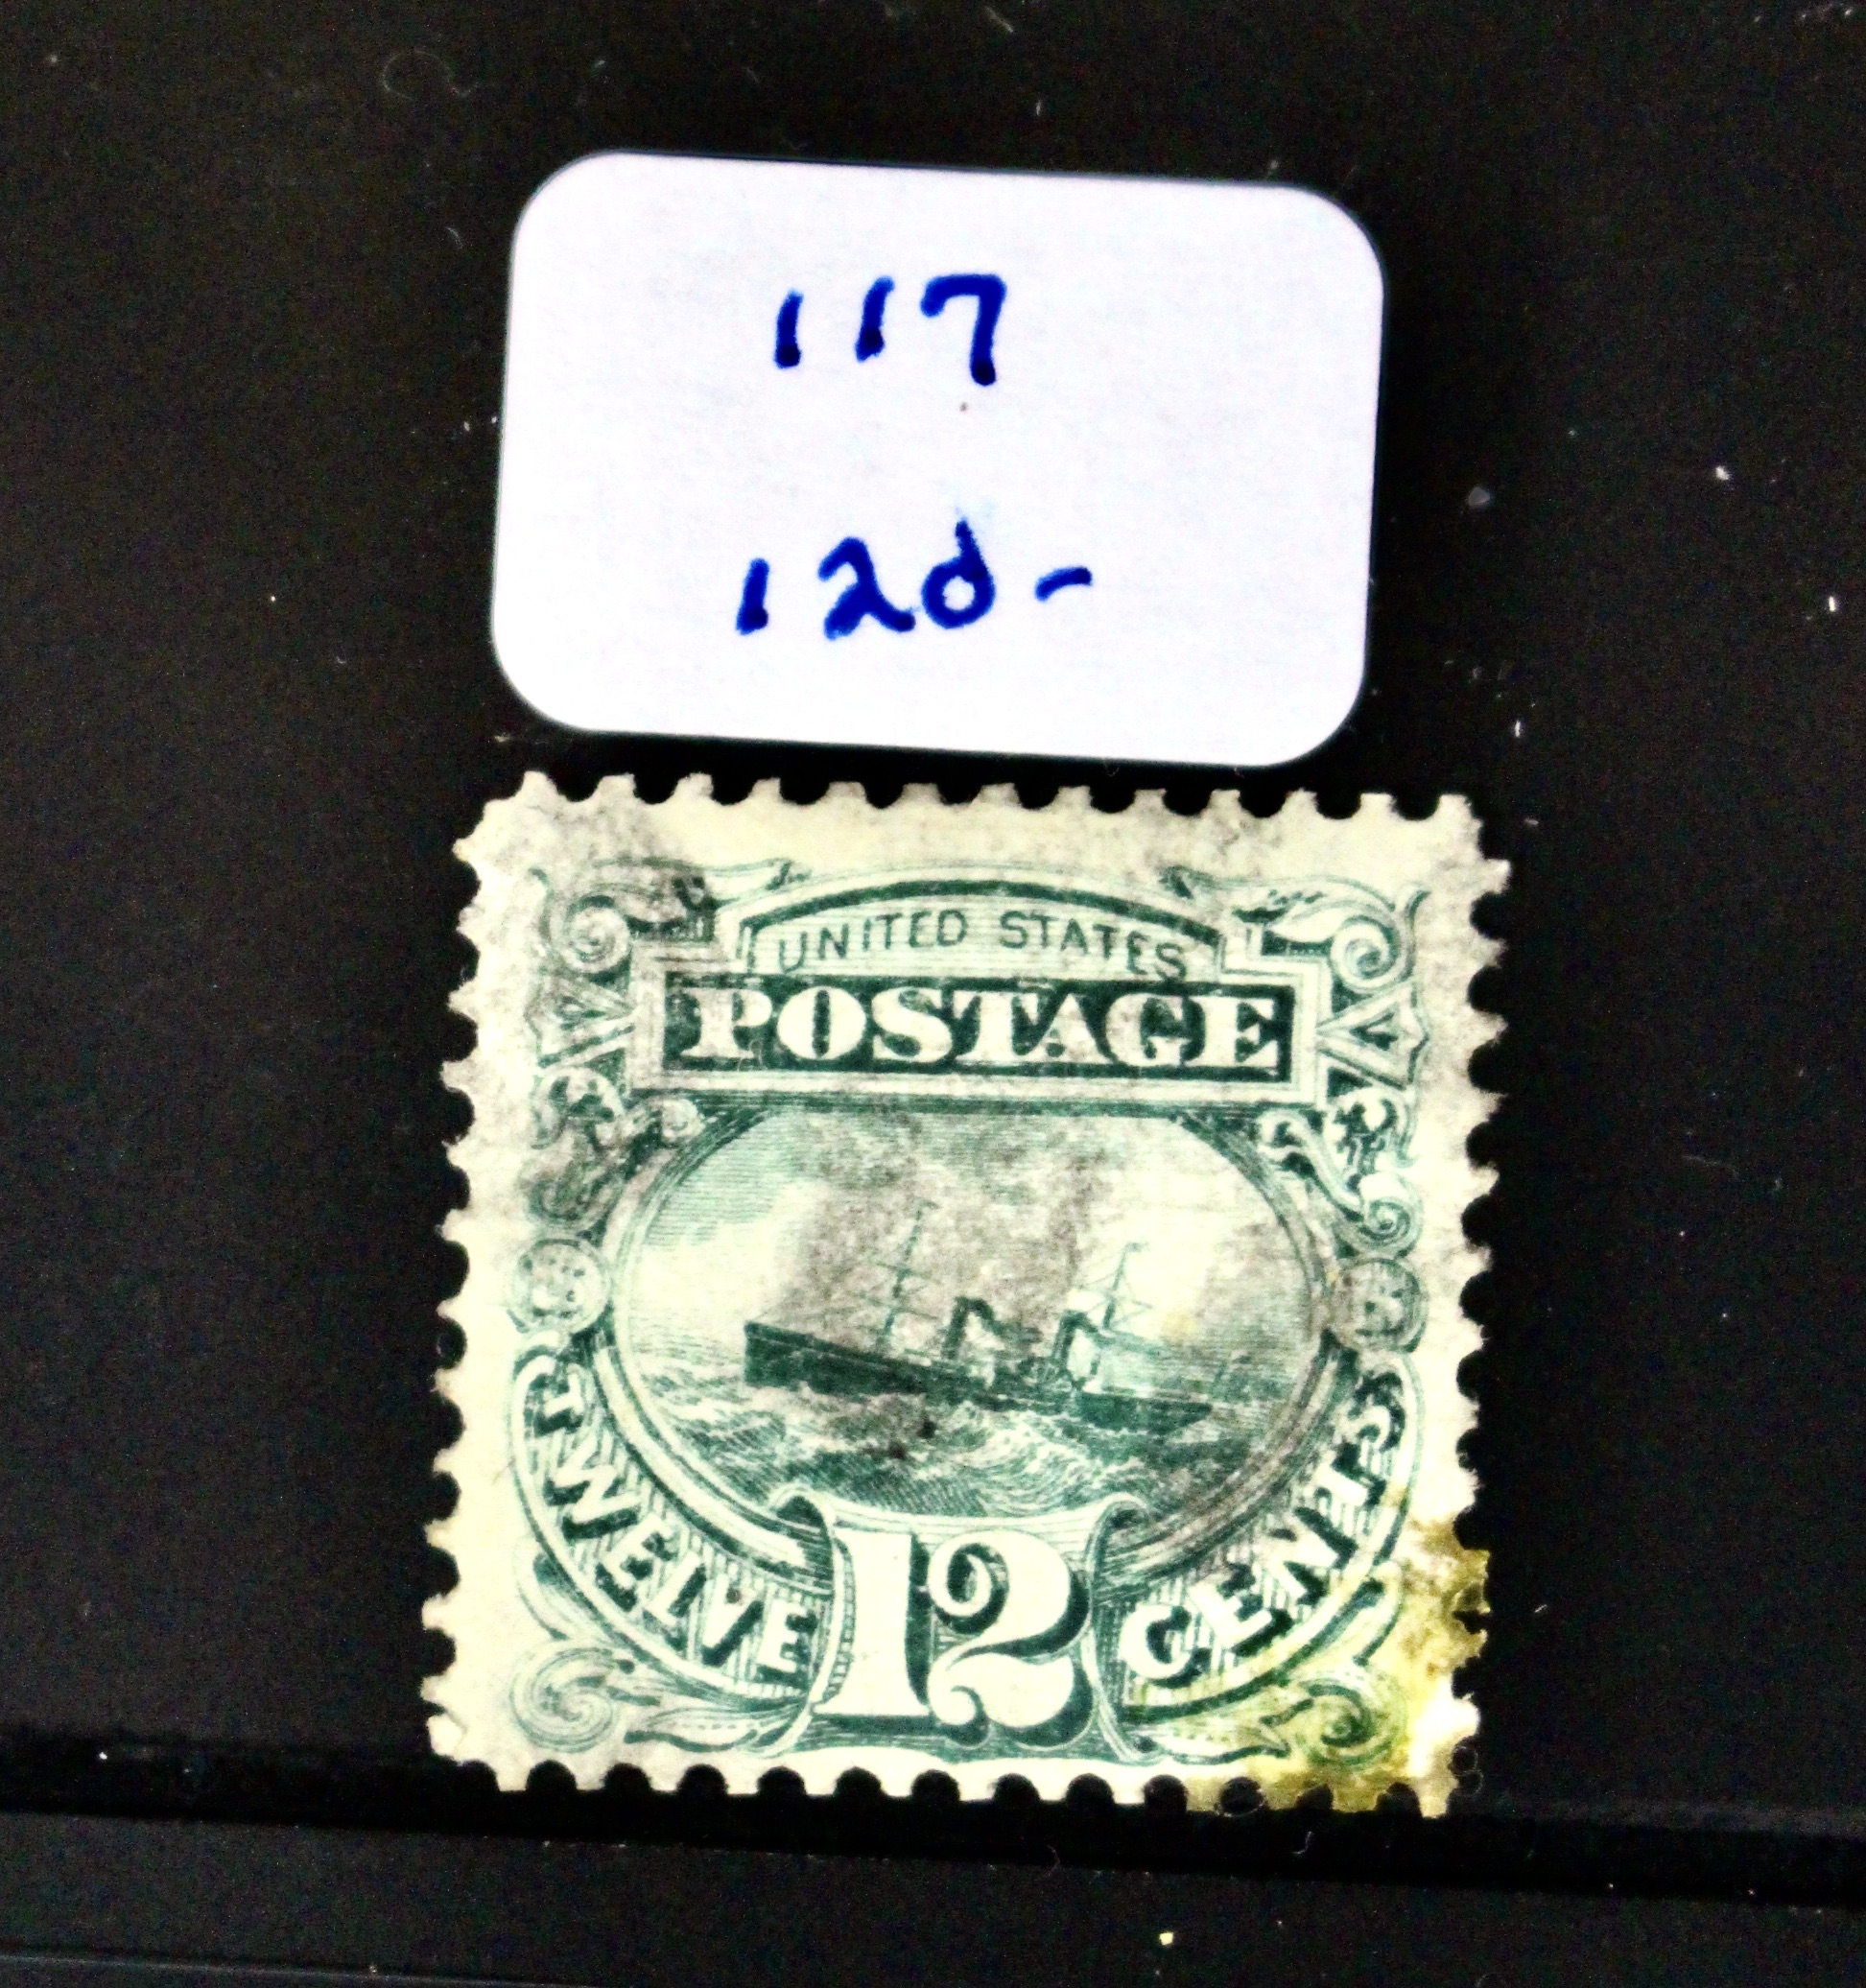 117
120-
UNITED STATES
POSTAGE
TWELVE 12 CENTS